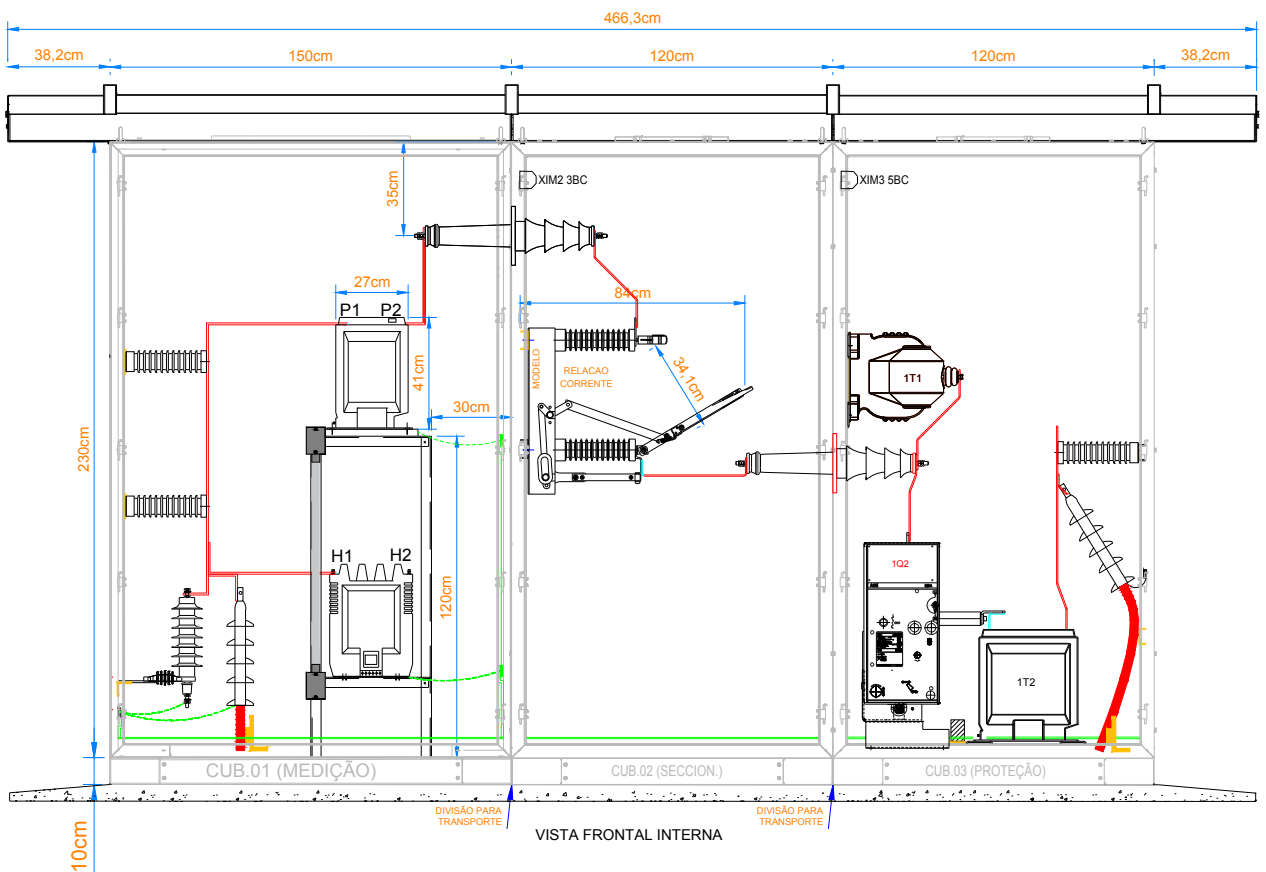 466,3cm
38,2cm
150cm
120cm
120cm
38,2cm
35cm
XIM2 3BC
XIM3 5BC
27cm
84cm
P1
P2
MODELO
RELACAO
CORRENTE
34,1cm
41cm
30cm
1T1
230cm
H1
H2
120cm
1Q2
1T2
CUB.01 (MEDIÇÃO)
CUB.02 (SECCION.)
CUB.03 (PROTEÇÃO)
DIVISÃO PARA
TRANSPORTE
DIVISÃO PARA
TRANSPORTE
VISTA FRONTAL INTERNA
10cm